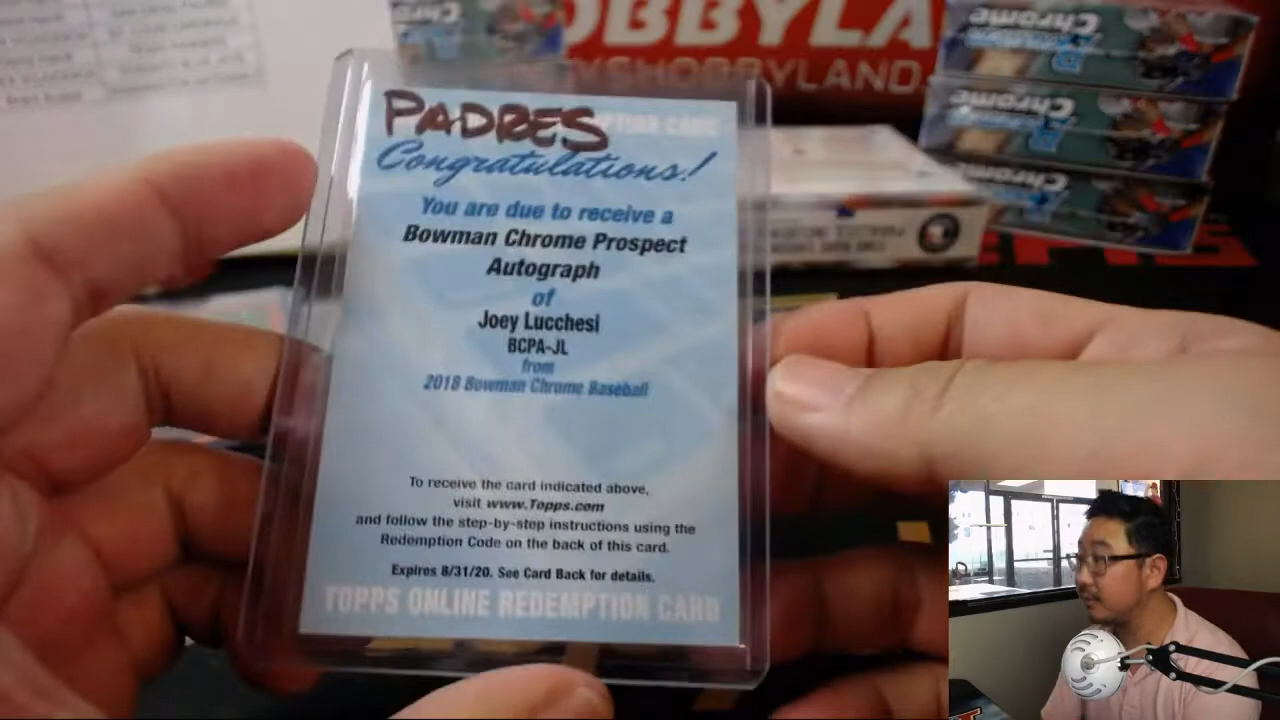 OBBYLA
YSHOBBYLAND.
Chrome
Chrome
Chrome
PADRES
Congratulations!
You are due to receive a
Bowman Chrome Prospect
Autograph
of
Joey Lucchesi
BCPA-JL
from
2018 Bowman Chrome Baseball
To receive the card indicated above,
visit www.Topps.com
and follow the step-by-step instructions using the
Redemption Code on the back of this card.
Expires 8/31/20. See Card Back for details.
TOPPS ONLINE REDEMPTION CARD